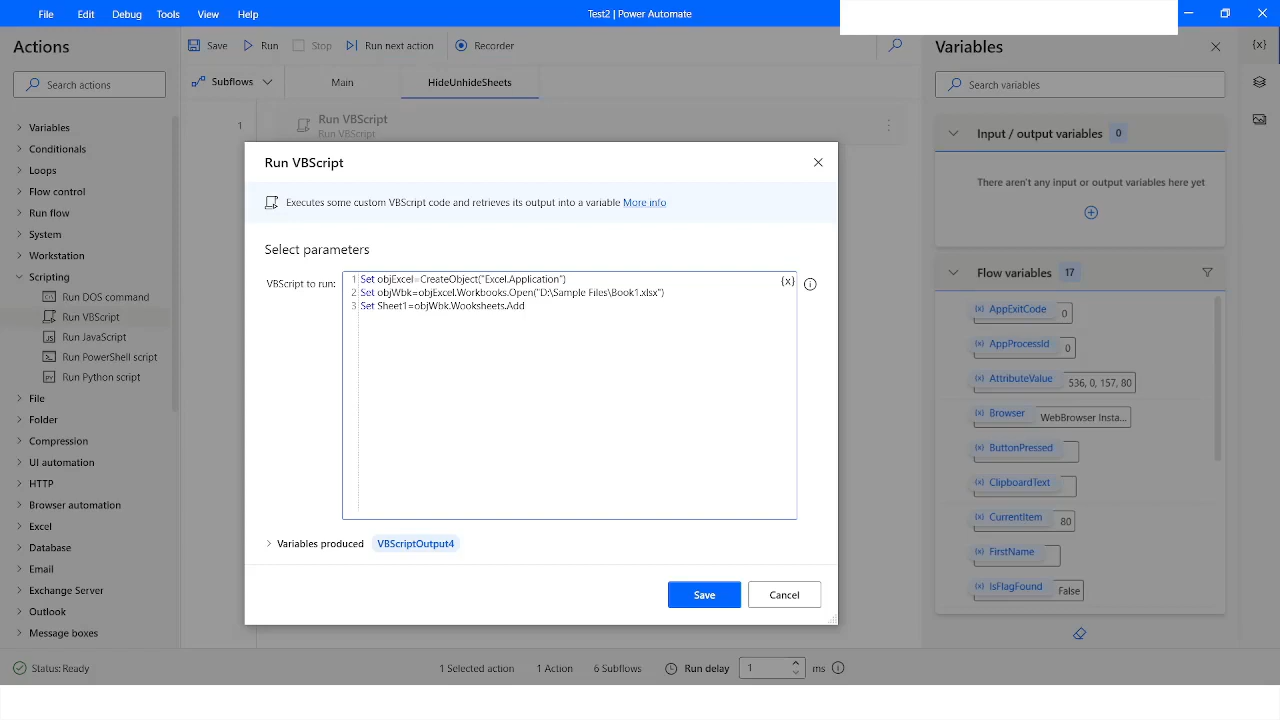 File Edit Debug Tools View Help
Test2 | Power Automate
Actions
Search actions
Variables
Conditionals
Loops
Flow control
Run flow
System
Workstation
Scripting
Run DOS command
Run VBScript
Run JavaScript
Run PowerShell script
Run Python script
File
Folder
Compression
UI automation
HTTP
Browser automation
Excel
Database
Email
Exchange Server
Outlook
Message boxes
Save Run Stop Run next action Recorder
Subflows Main HideUnhideSheets
1
Run VBScript
Run VBScript
Run VBScript
Executes some custom VBScript code and retrieves its output into a variable More info
Select parameters
VBScript to run:
1 Set objExcel=CreateObject("Excel.Application")
2 Set objWbk=objExcel.Workbooks.Open("D:\Sample Files\Book1.xlsx")
3 Set Sheet1=objWbk.Wooksheets.Add
{x}
Variables produced VBScriptOutput4
Save Cancel
Variables
{x}
Search variables
Input / output variables 0
There aren't any input or output variables here yet
Flow variables 17
(x) AppExitCode 0
(x) AppProcessId 0
(x) AttributeValue 536, 0, 157, 80
(x) Browser WebBrowser Insta...
(x) ButtonPressed
(x) ClipboardText
(x) CurrentItem 80
(x) FirstName
(x) IsFlagFound False
Status: Ready 1 Selected action 1 Action 6 Subflows Run delay 1 ms